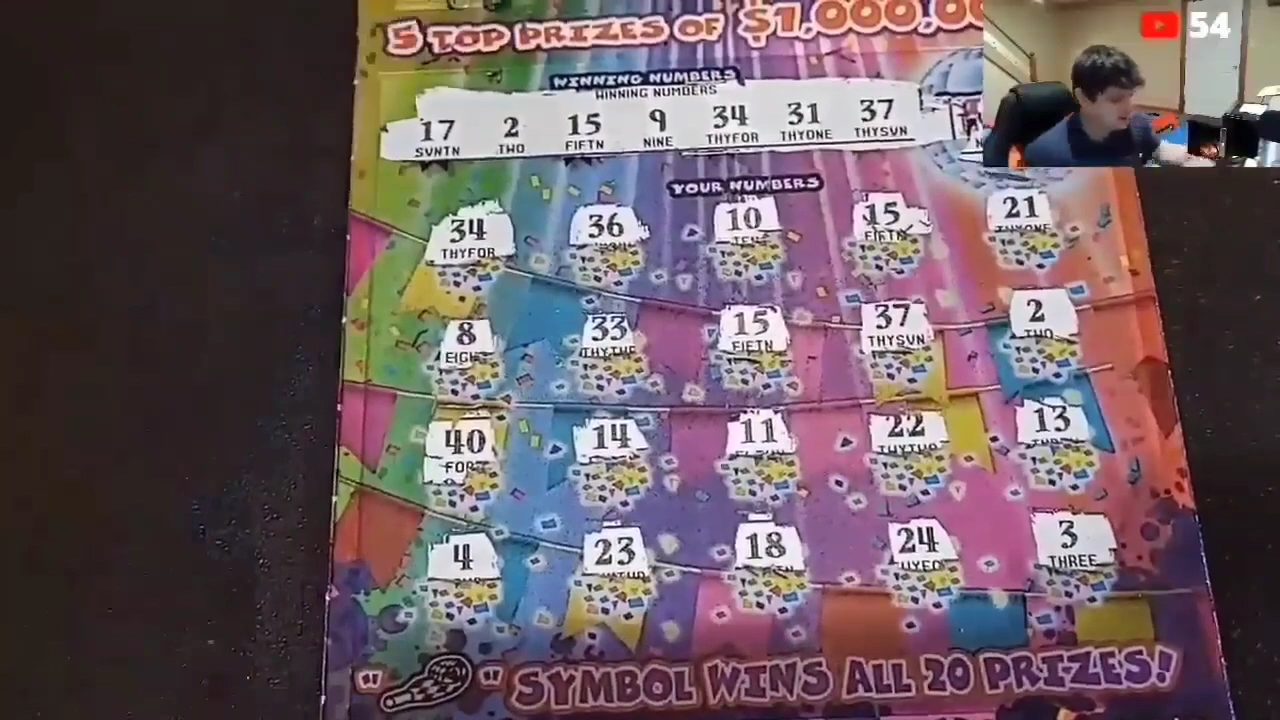 5 TOP PRIZES OF $1,000,00
54
WINNING NUMBERS
WINNING NUMBERS
17 2 15 9 34 31 37
SVNTN TWO FIFTN NINE THYFOR THYONE THYSVN
YOUR NUMBERS
34 36 10 15 21
THYFOR TEN FIFTN
8 33 15 37 2
EIGH FIFTN THYSVN TWO
40 14 11 22 13
FOR
4 23 18 24 3
THREE
" " SYMBOL WINS ALL 20 PRIZES!